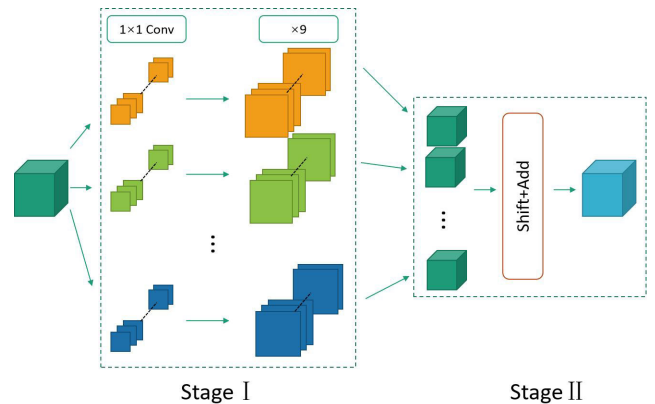 1×1 Conv
×9
Shift+Add
Stage Ⅰ
Stage Ⅱ